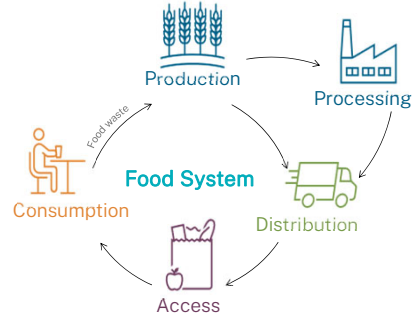 Production
Processing
Food waste
Food System
Consumption
Distribution
Access